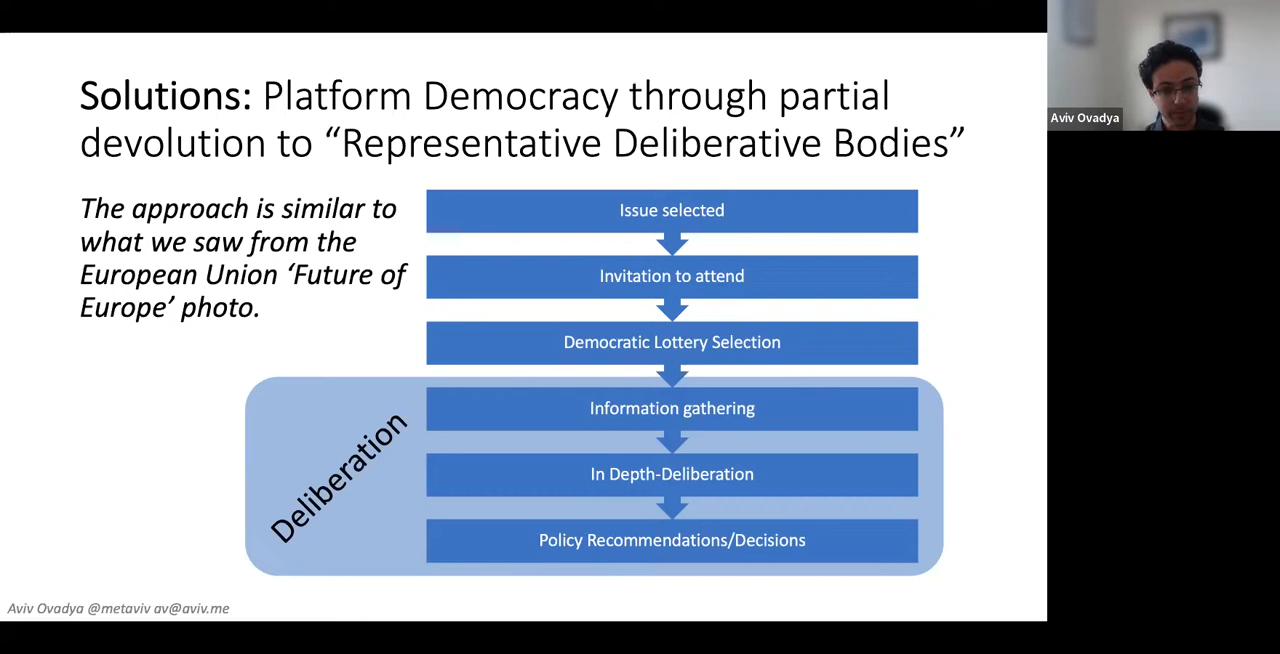 Solutions: Platform Democracy through partial
devolution to “Representative Deliberative Bodies”
The approach is similar to
what we saw from the
European Union ‘Future of
Europe’ photo.
Issue selected
Invitation to attend
Democratic Lottery Selection
Deliberation
Information gathering
In Depth-Deliberation
Policy Recommendations/Decisions
Aviv Ovadya @metaviv av@aviv.me
Aviv Ovadya